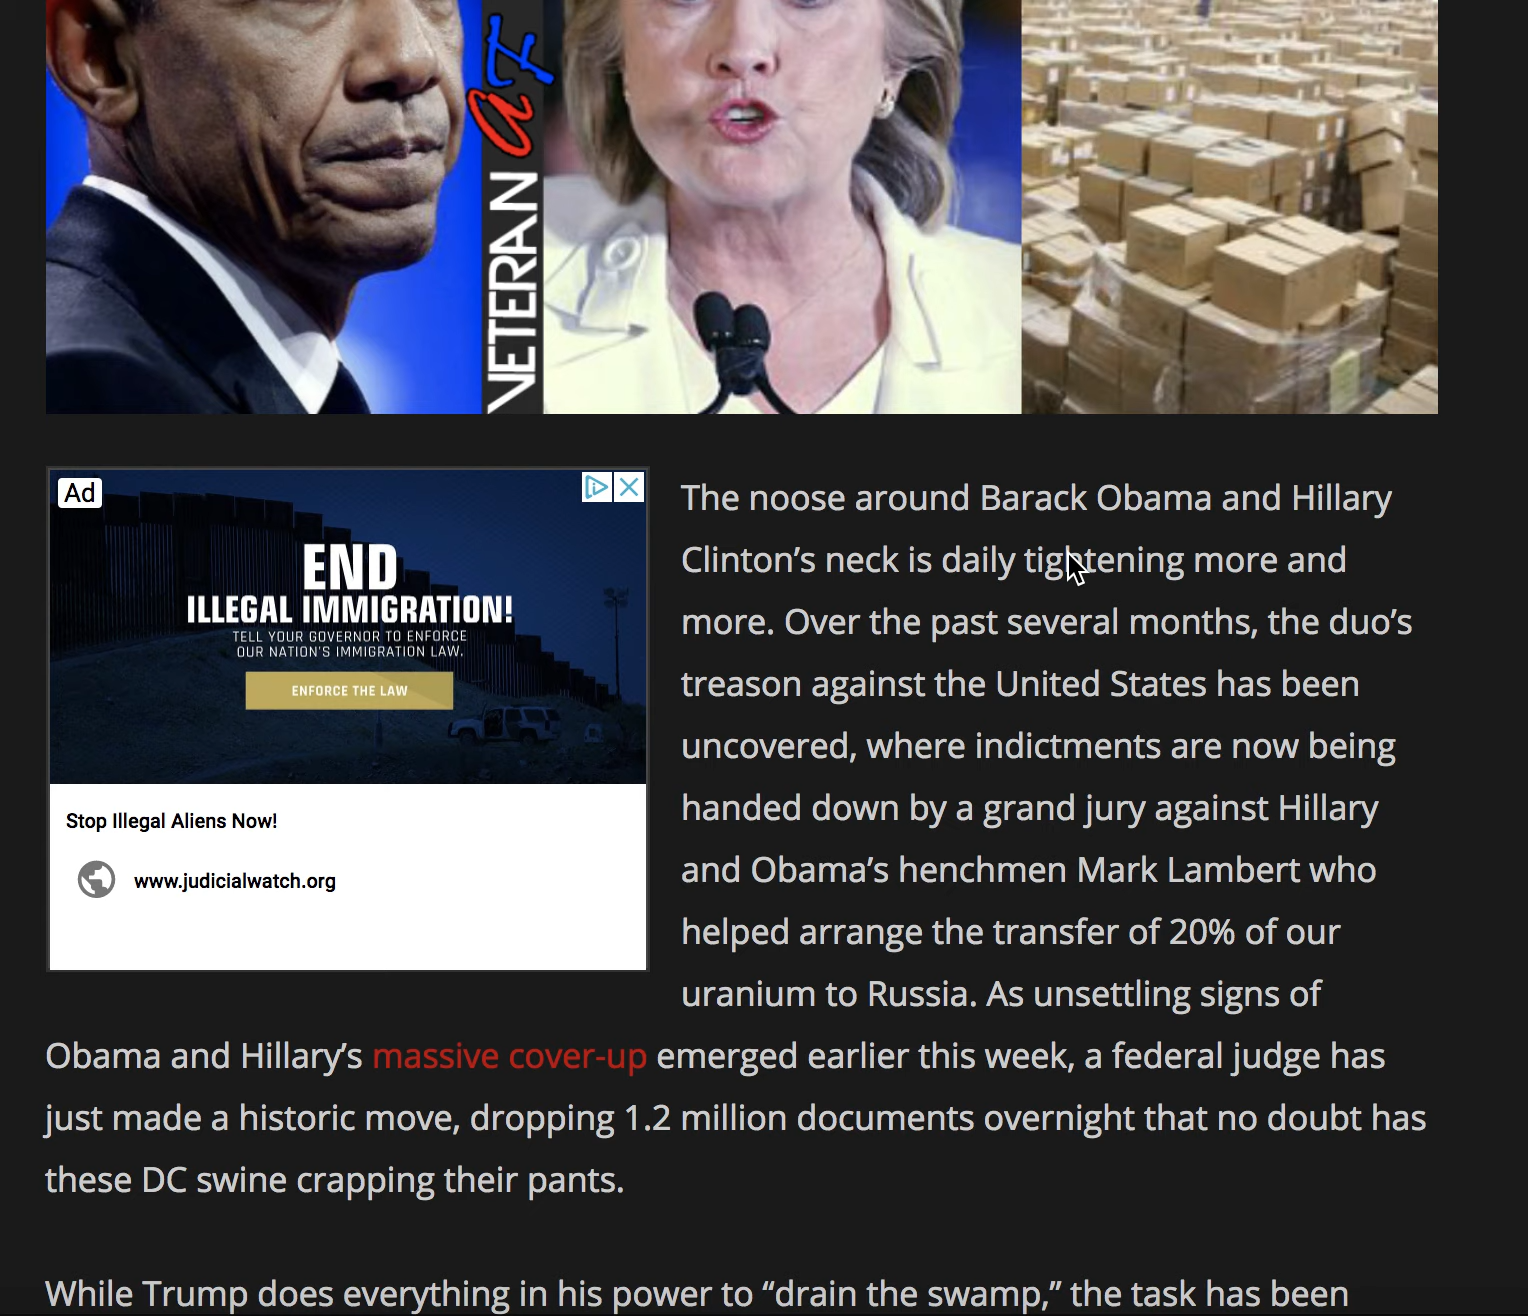 VETERAN af
Ad
END
ILLEGAL IMMIGRATION!
TELL YOUR GOVERNOR TO ENFORCE
OUR NATION'S IMMIGRATION LAW.
ENFORCE THE LAW
Stop Illegal Aliens Now!
www.judicialwatch.org
The noose around Barack Obama and Hillary
Clinton’s neck is daily tightening more and
more. Over the past several months, the duo’s
treason against the United States has been
uncovered, where indictments are now being
handed down by a grand jury against Hillary
and Obama’s henchmen Mark Lambert who
helped arrange the transfer of 20% of our
uranium to Russia. As unsettling signs of
Obama and Hillary’s massive cover-up emerged earlier this week, a federal judge has
just made a historic move, dropping 1.2 million documents overnight that no doubt has
these DC swine crapping their pants.
While Trump does everything in his power to “drain the swamp,” the task has been